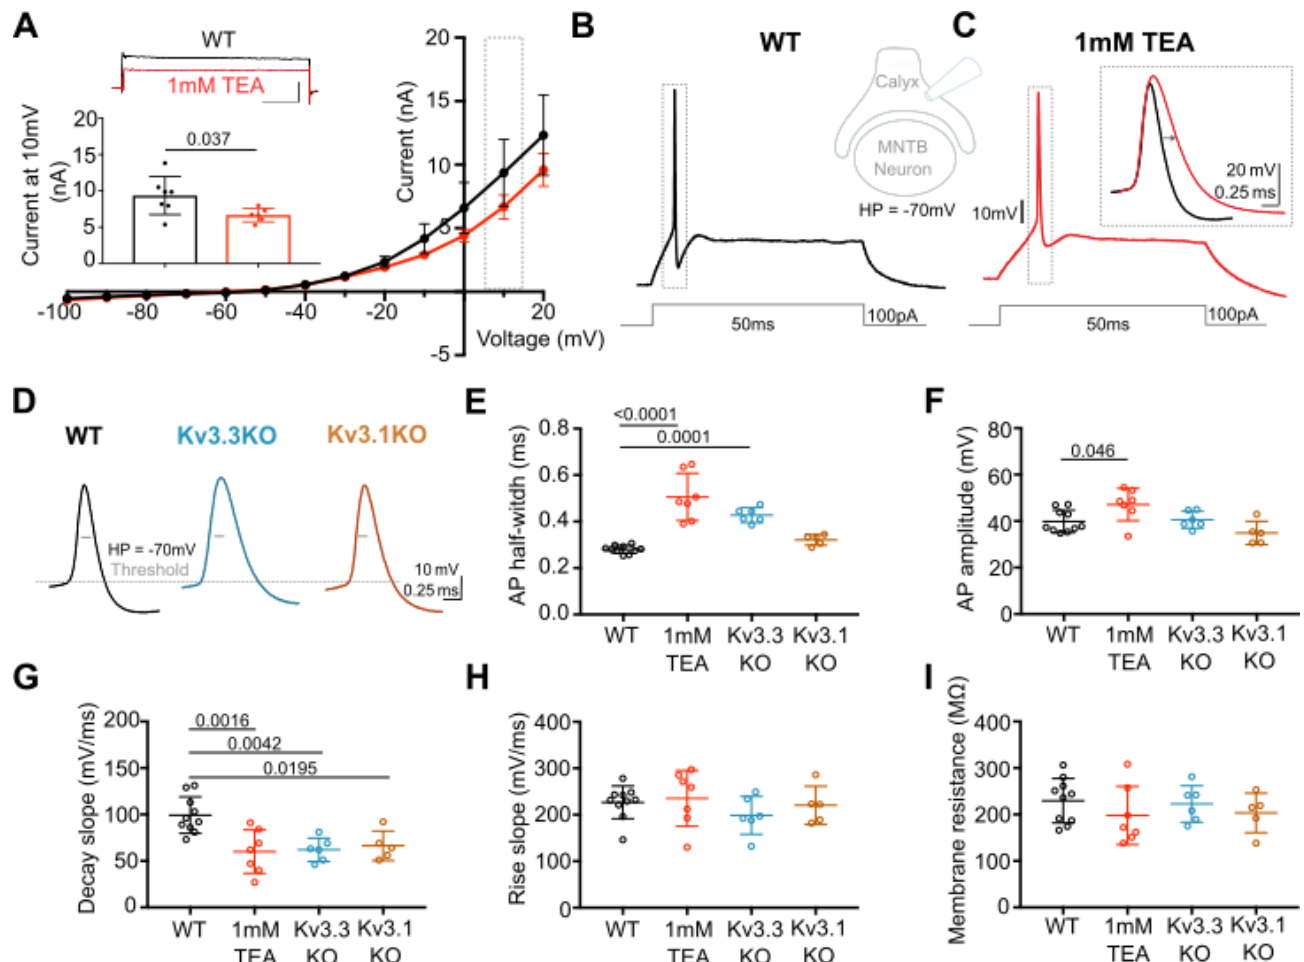 A
WT
1mM TEA
Current at 10mV
(nA)
20
15
10
5
0
0.037
Current (nA)
20
15
10
5
-5
-100
-80
-60
-40
-20
20
Voltage (mV)
B
WT
Calyx
MNTB
Neuron
HP = -70mV
50ms
100pA
C
1mM TEA
20 mV
0.25 ms
10mV
50ms
100pA
D
WT
Kv3.3KO
Kv3.1KO
HP = -70mV
Threshold
10 mV
0.25 ms
E
AP half-witdh (ms)
0.8
0.6
0.4
0.2
0.0
<0.0001
0.0001
WT
1mM
TEA
Kv3.3
KO
Kv3.1
KO
F
AP amplitude (mV)
80
60
40
20
0
0.046
WT
1mM
TEA
Kv3.3
KO
Kv3.1
KO
G
Decay slope (mV/ms)
200
150
100
50
0
0.0016
0.0042
0.0195
WT
1mM
TEA
Kv3.3
KO
Kv3.1
KO
H
Rise slope (mV/ms)
400
300
200
100
0
WT
1mM
TEA
Kv3.3
KO
Kv3.1
KO
I
Membrane resistance (MΩ)
400
300
200
100
0
WT
1mM
TEA
Kv3.3
KO
Kv3.1
KO